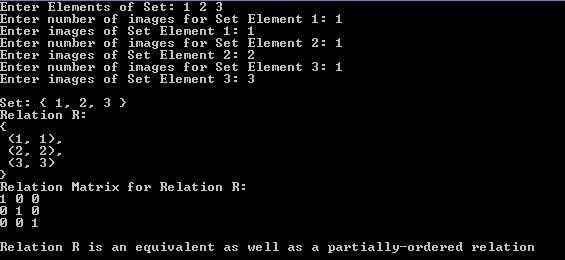 Enter Elements of Set: 1 2 3
Enter number of images for Set Element 1: 1
Enter images of Set Element 1: 1
Enter number of images for Set Element 2: 1
Enter images of Set Element 2: 2
Enter number of images for Set Element 3: 1
Enter images of Set Element 3: 3
Set: { 1, 2, 3 }
Relation R:
{
(1, 1),
(2, 2),
(3, 3)
}
Relation Matrix for Relation R:
1 0 0
0 1 0
0 0 1
Relation R is an equivalent as well as a partially-ordered relation